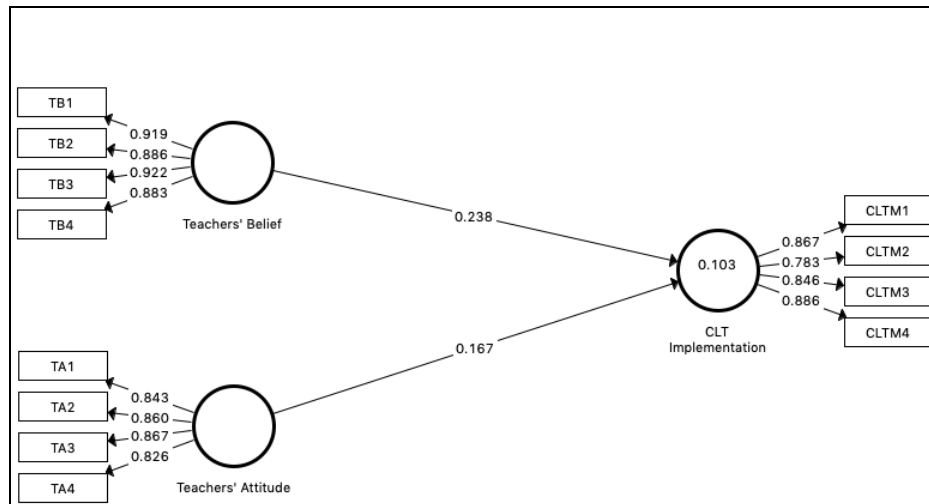 TB1
TB2
TB3
TB4
0.919
0.886
0.922
0.883
Teachers' Belief
0.238
0.103
CLT
Implementation
0.867
0.783
0.846
0.886
CLTM1
CLTM2
CLTM3
CLTM4
0.167
TA1
TA2
TA3
TA4
0.843
0.860
0.867
0.826
Teachers' Attitude